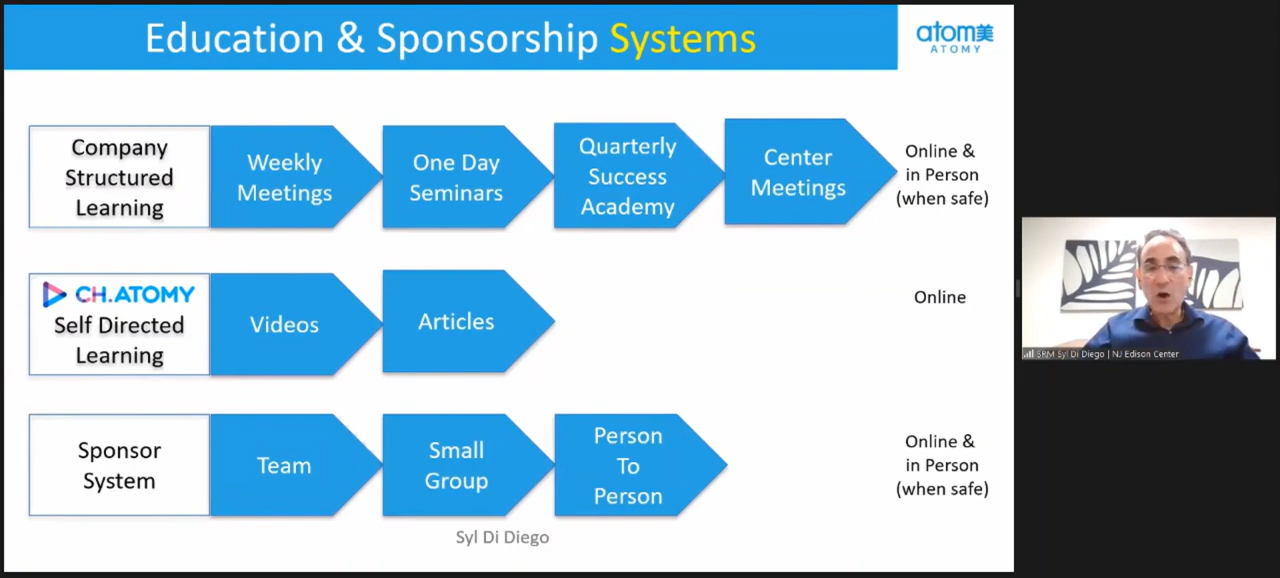 Education & Sponsorship Systems
atom美
ATOMY
Company
Structured
Learning
Weekly
Meetings
One Day
Seminars
Quarterly
Success
Academy
Center
Meetings
Online &
in Person
(when safe)
CH.ATOMY
Self Directed
Learning
Videos
Articles
Online
Sponsor
System
Team
Small
Group
Person
To
Person
Online &
in Person
(when safe)
Syl Di Diego
SRM Syl Di Diego | NJ Edison Center